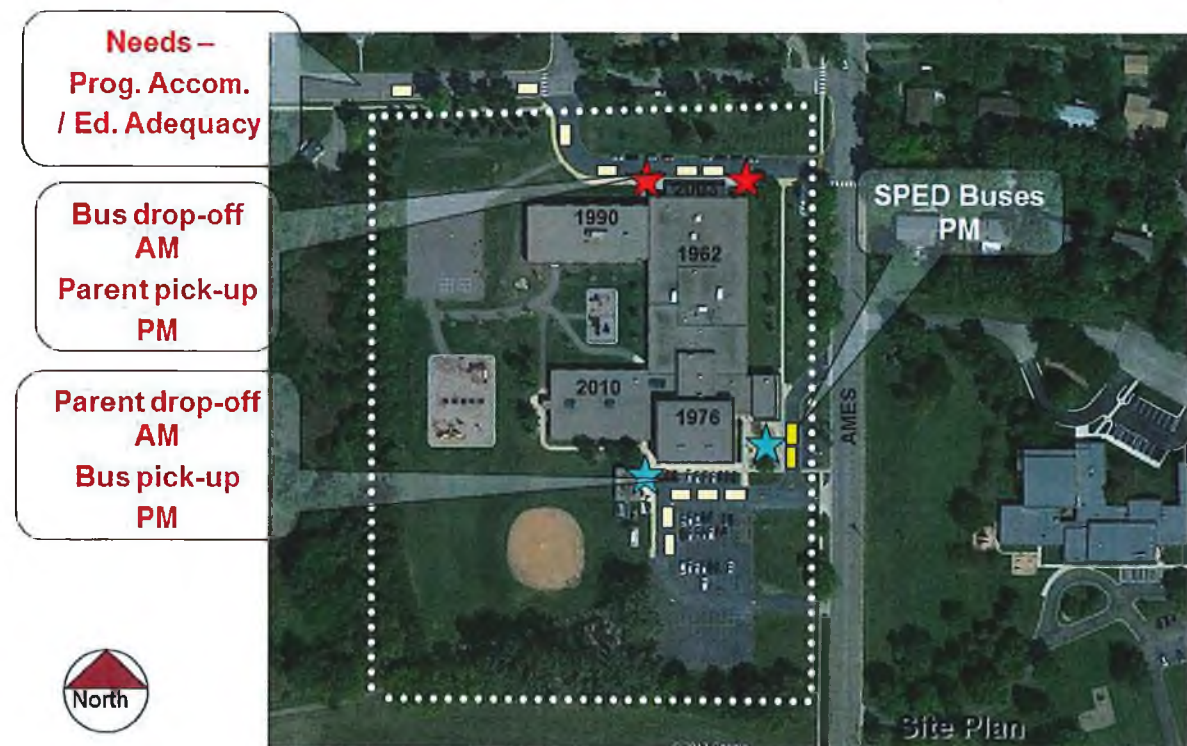 Needs –
Prog. Accom.
/ Ed. Adequacy
Bus drop-off
AM
Parent pick-up
PM
Parent drop-off
AM
Bus pick-up
PM
SPED Buses
PM
1990
1962
2010
1976
AMES
North
Site Plan